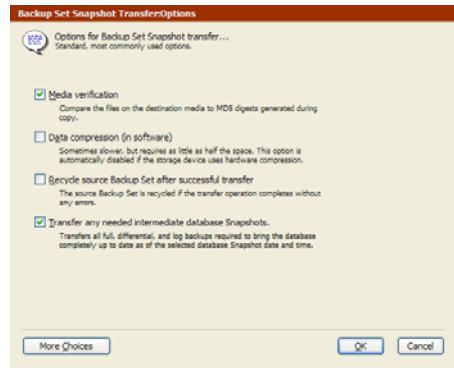 Backup Set Snapshot Transfer:Options
Options for Backup Set Snapshot transfer...
Standard, most commonly used options.
Media verification
Compare the files on the destination media to MD5 digests generated during
copy.
Data compression (in software)
Sometimes slower, but requires as little as half the space. This option is
automatically disabled if the storage device uses hardware compression.
Recycle source Backup Set after successful transfer
The source Backup Set is recycled if the transfer operation completes without
any errors.
Transfer any needed intermediate database Snapshots.
Transfers all full, differential, and log backups required to bring the database
completely up to date as of the selected database Snapshot date and time.
More Choices
OK
Cancel